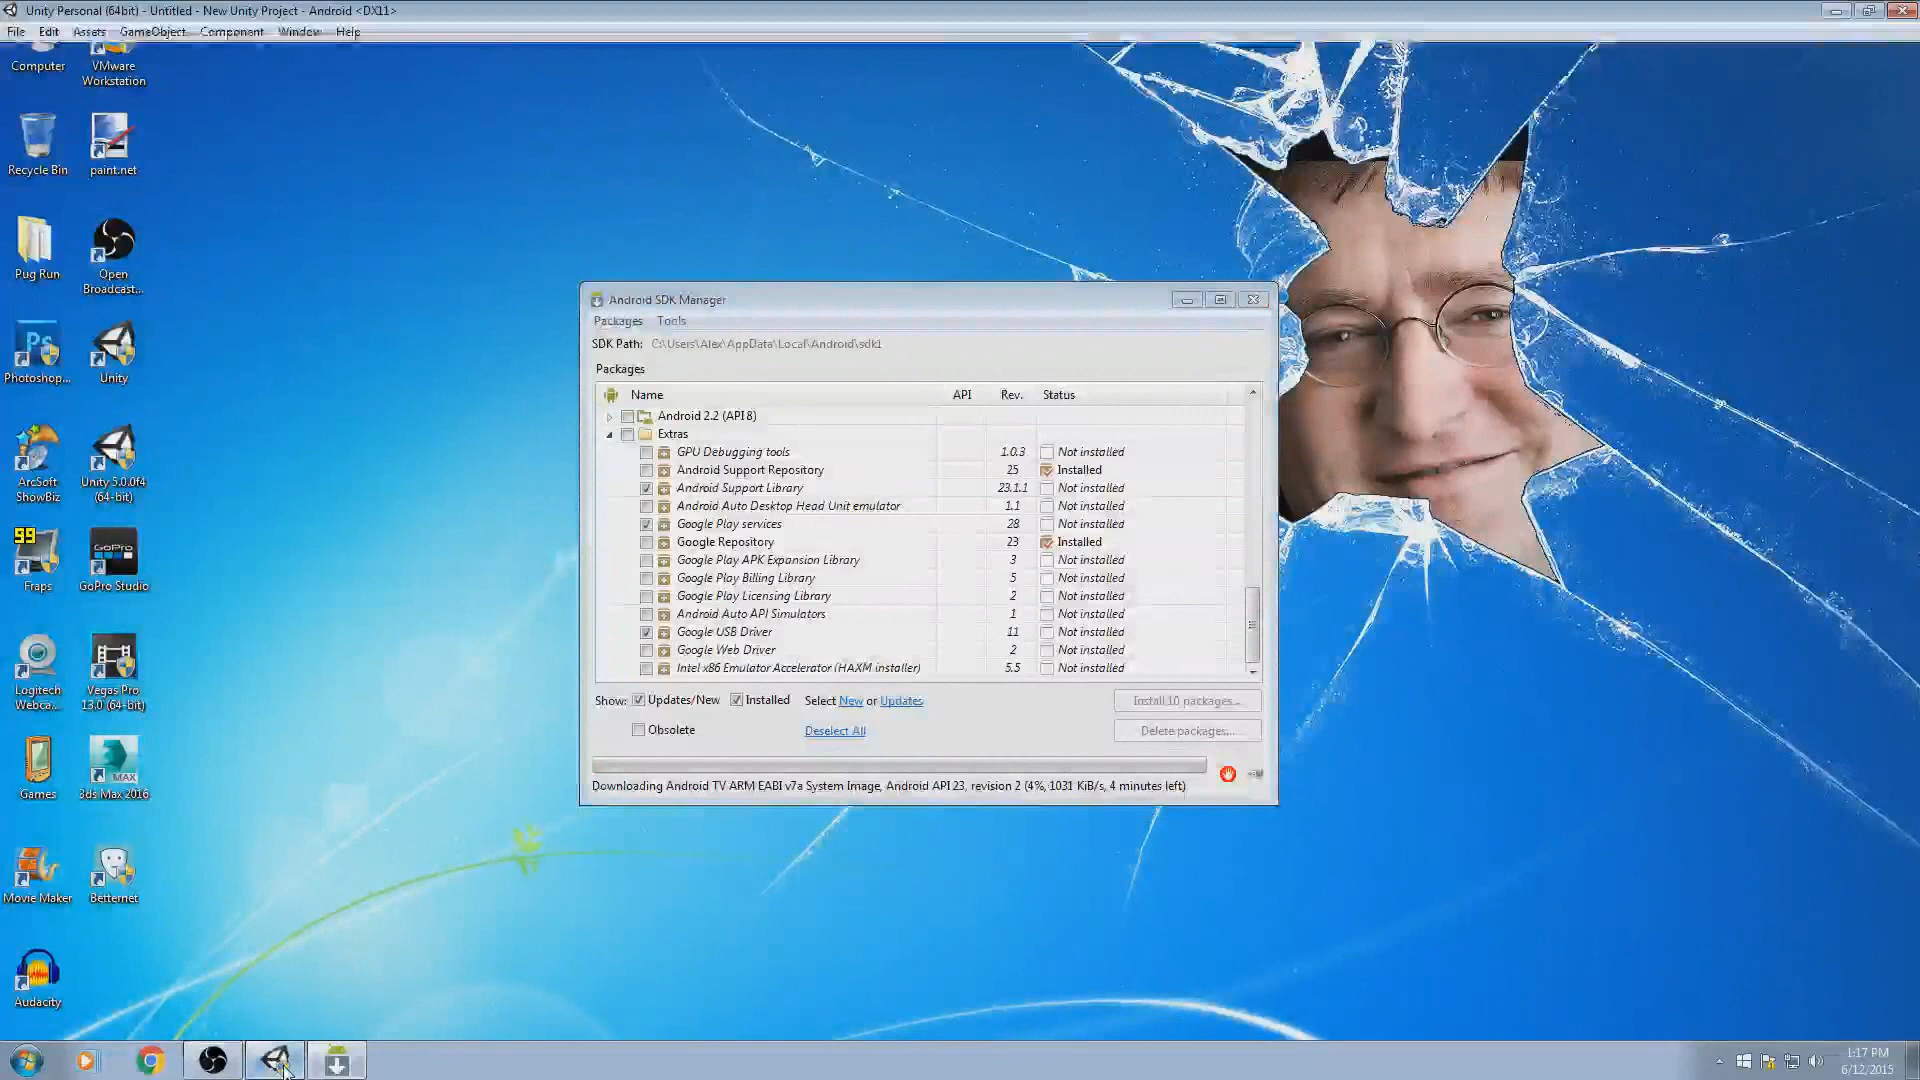 Unity Personal (64bit) - Untitled - New Unity Project - Android <DX11>
File Edit Assets GameObject Component Window Help
Computer
VMware Workstation
Recycle Bin
paint.net
Pug Run
Open Broadcast...
Photoshop...
Unity
ArcSoft ShowBiz
Unity 5.0.0f4 (64-bit)
99
Fraps
GoPro
GoPro Studio
Logitech Webca...
Vegas Pro 13.0 (64-bit)
Games
MAX
3ds Max 2016
Movie Maker
Betternet
Audacity
Android SDK Manager
Packages Tools
SDK Path: C:\Users\Alex\AppData\Local\Android\sdk1
Packages
Name API Rev. Status
Android 2.2 (API 8)
Extras
GPU Debugging tools 1.0.3 Not installed
Android Support Repository 25 Installed
Android Support Library 23.1.1 Not installed
Android Auto Desktop Head Unit emulator 1.1 Not installed
Google Play services 28 Not installed
Google Repository 23 Installed
Google Play APK Expansion Library 3 Not installed
Google Play Billing Library 5 Not installed
Google Play Licensing Library 2 Not installed
Android Auto API Simulators 1 Not installed
Google USB Driver 11 Not installed
Google Web Driver 2 Not installed
Intel x86 Emulator Accelerator (HAXM installer) 5.5 Not installed
Show: Updates/New Installed Select New or Updates Install 10 packages...
Obsolete Deselect All Delete packages...
Downloading Android TV ARM EABI v7a System Image, Android API 23, revision 2 (4%, 1031 KiB/s, 4 minutes left)
Ps
1:17 PM
6/12/2015